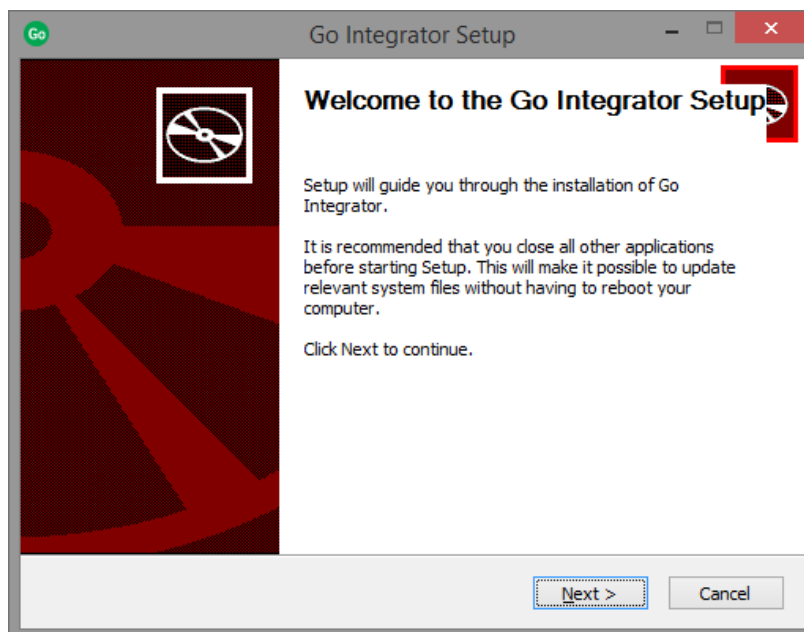 Go
Go Integrator Setup
Welcome to the Go Integrator Setup
Setup will guide you through the installation of Go
Integrator.
It is recommended that you close all other applications
before starting Setup. This will make it possible to update
relevant system files without having to reboot your
computer.
Click Next to continue.
Next >
Cancel